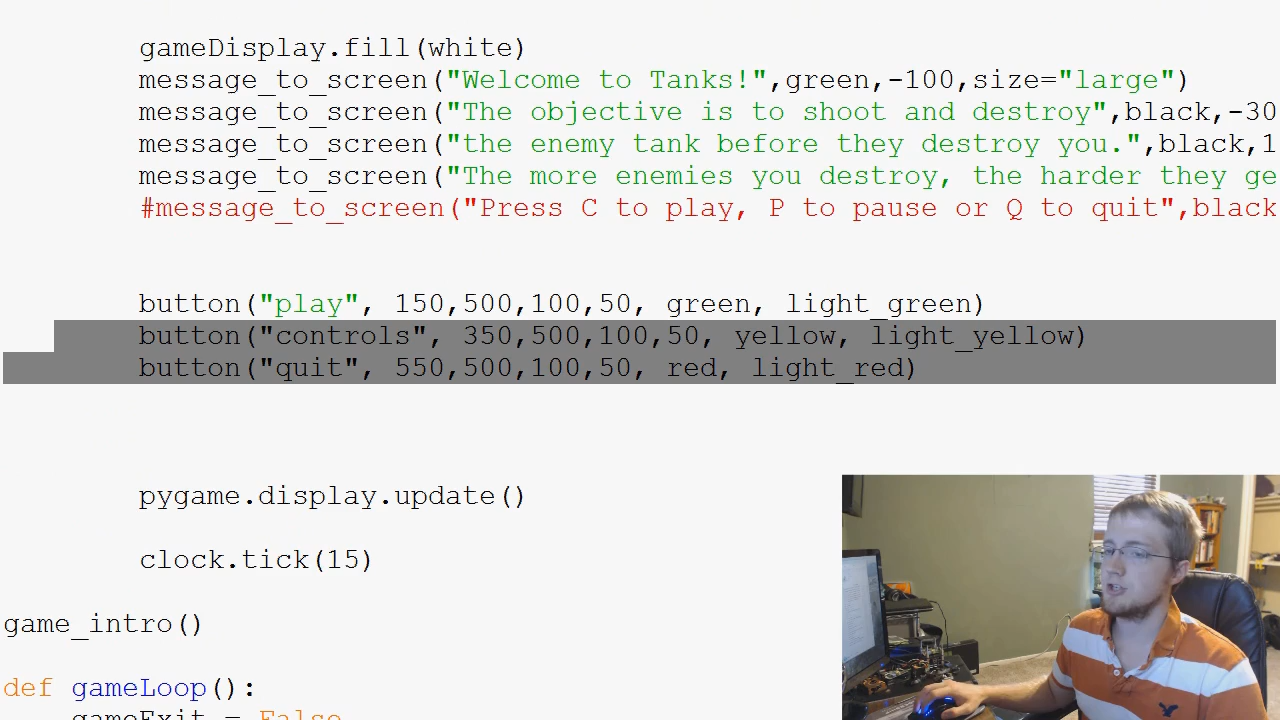 gameDisplay.fill(white)
message_to_screen("Welcome to Tanks!",green,-100,size="large")
message_to_screen("The objective is to shoot and destroy",black,-30
message_to_screen("the enemy tank before they destroy you.",black,1
message_to_screen("The more enemies you destroy, the harder they ge
#message_to_screen("Press C to play, P to pause or Q to quit",black
button("play", 150,500,100,50, green, light_green)
button("controls", 350,500,100,50, yellow, light_yellow)
button("quit", 550,500,100,50, red, light_red)
pygame.display.update()
clock.tick(15)
game_intro()
def gameLoop():
gameExit = False